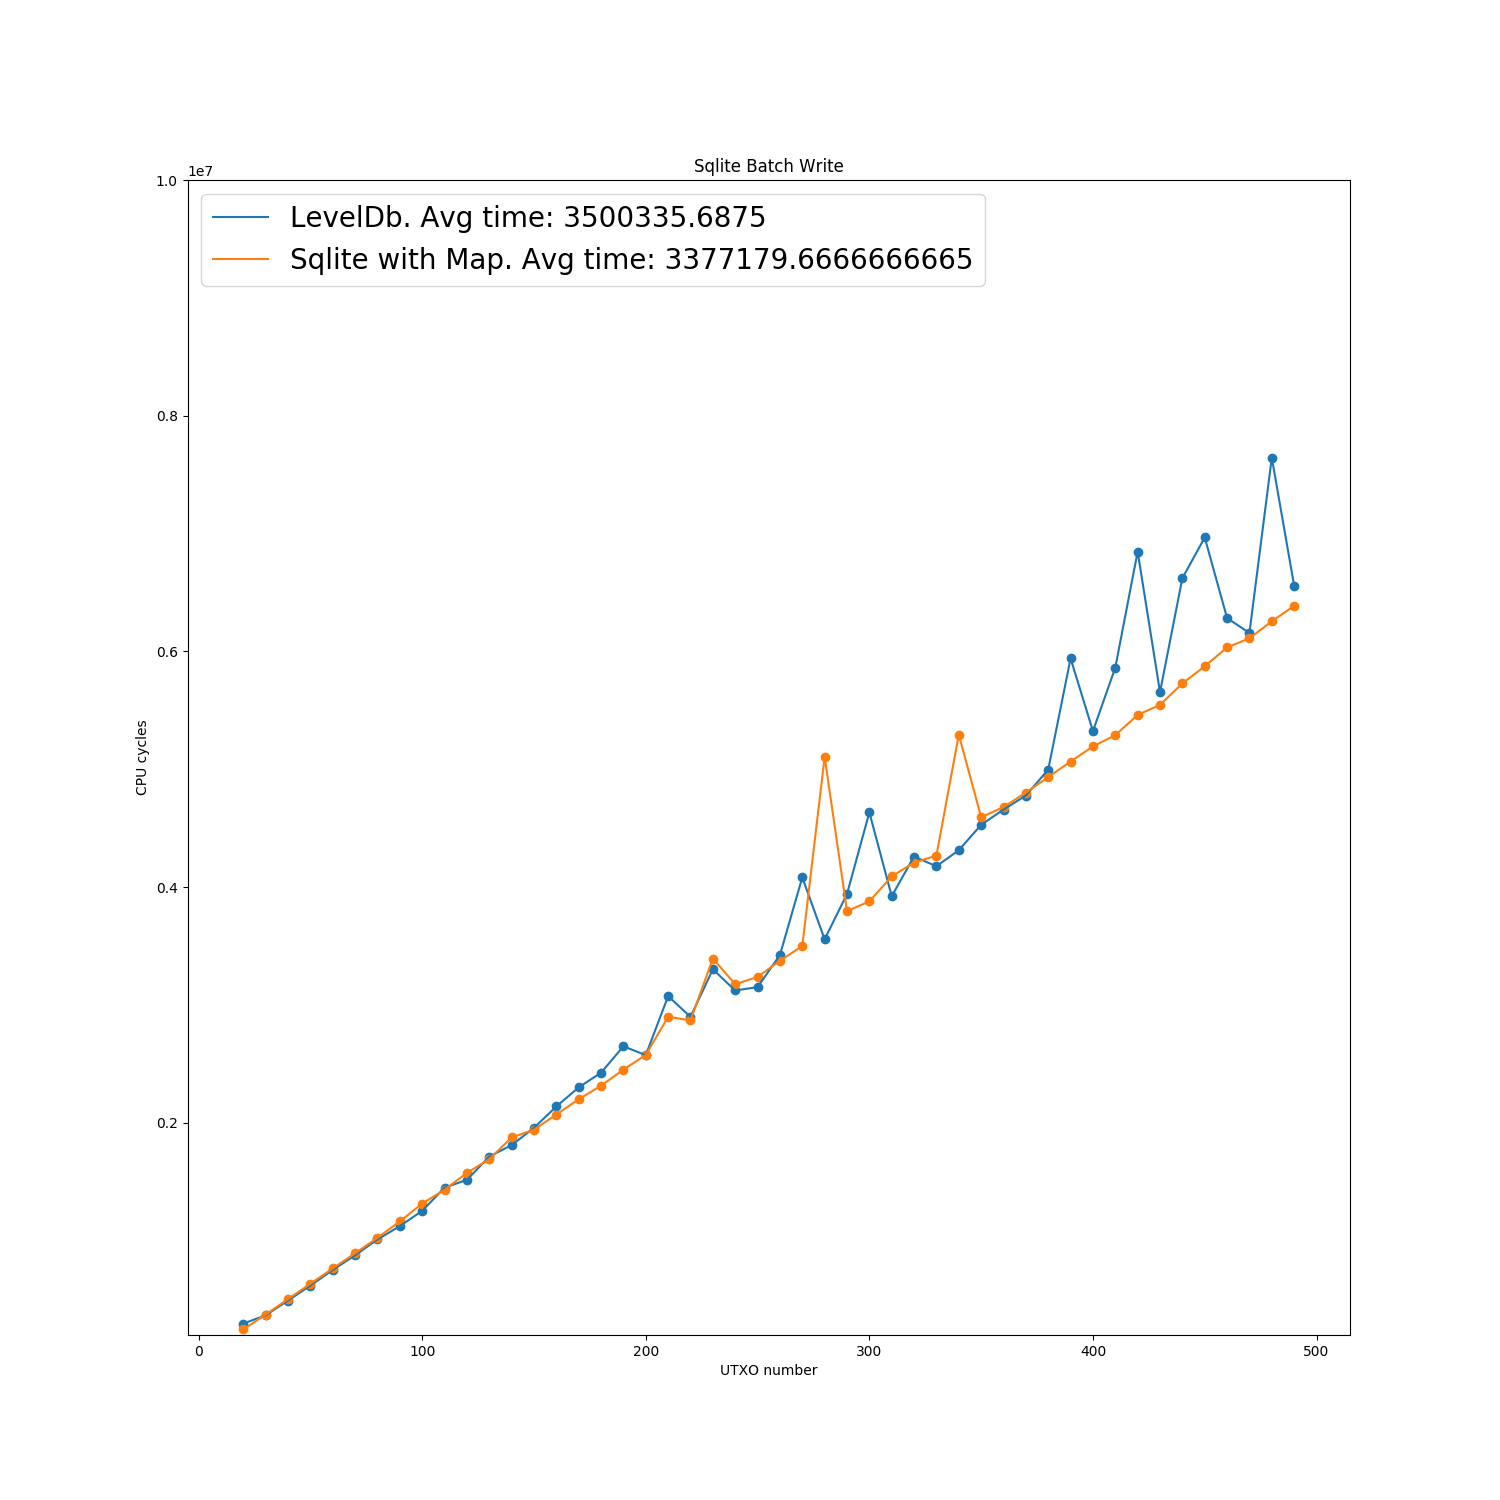 Sqlite Batch Write
1e7
1.0
0.8
0.6
0.4
0.2
LevelDb. Avg time: 3500335.6875
Sqlite with Map. Avg time: 3377179.6666666665
CPU cycles
0 100 200 300 400 500
UTXO number